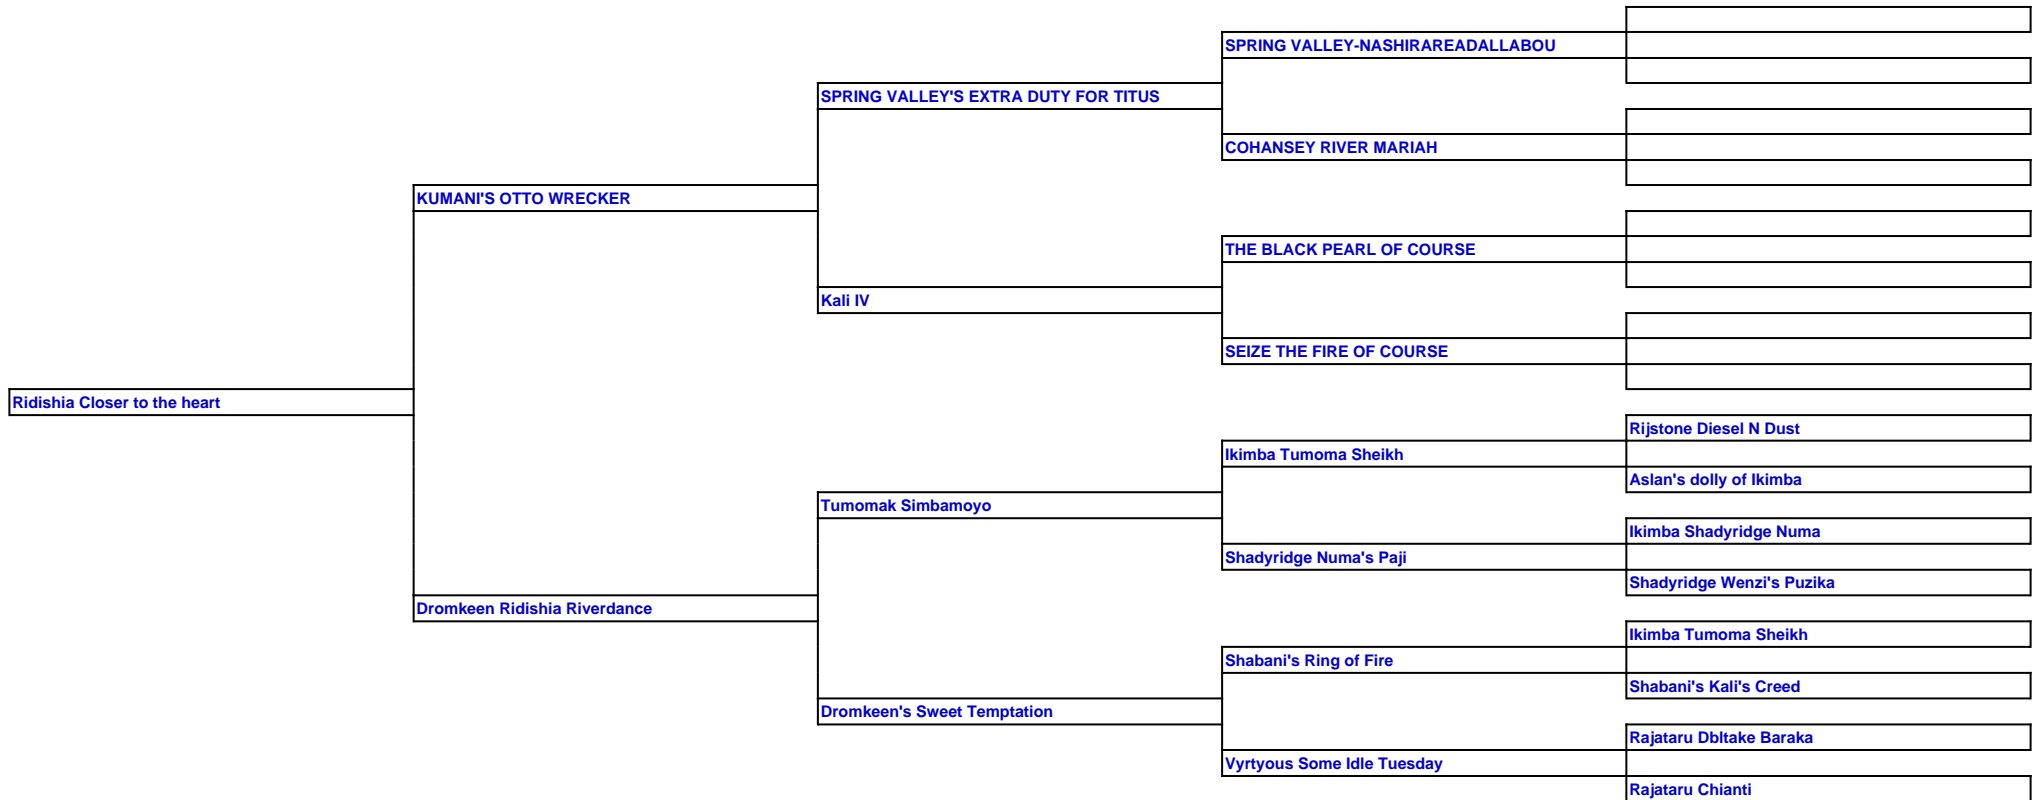 SPRING VALLEY-NASHIRAREADALLABOU
SPRING VALLEY'S EXTRA DUTY FOR TITUS
COHANSEY RIVER MARIAH
KUMANI'S OTTO WRECKER
THE BLACK PEARL OF COURSE
Kali IV
SEIZE THE FIRE OF COURSE
Ridishia Closer to the heart
Rijstone Diesel N Dust
Ikimba Tumoma Sheikh
Aslan's dolly of Ikimba
Tumomak Simbamoyo
Ikimba Shadyridge Numa
Shadyridge Numa's Paji
Shadyridge Wenzi's Puzika
Dromkeen Ridishia Riverdance
Ikimba Tumoma Sheikh
Shabani's Ring of Fire
Shabani's Kali's Creed
Dromkeen's Sweet Temptation
Rajataru Dbltake Baraka
Vyrtyous Some Idle Tuesday
Rajataru Chianti